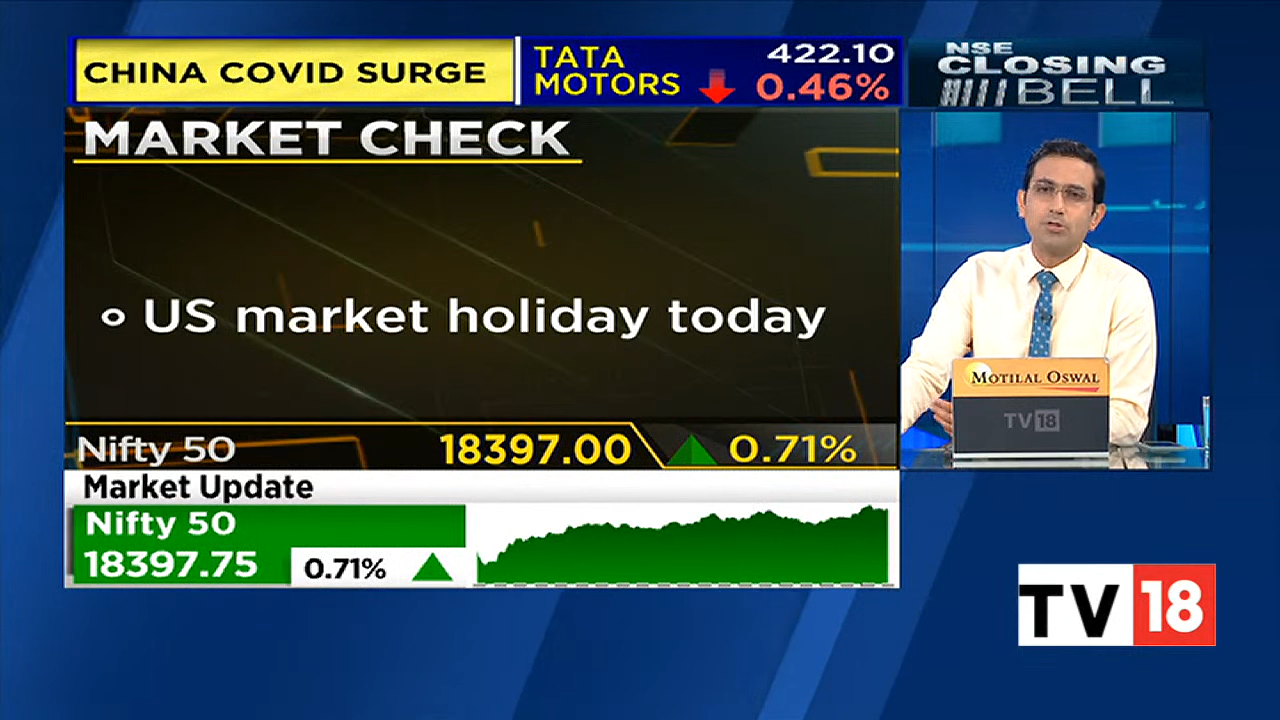 CHINA COVID SURGE
TATA MOTORS
422.10
0.46%
NSE
CLOSING
BELL
MARKET CHECK
US market holiday today
Nifty 50 18397.00 0.71%
Market Update
Nifty 50
18397.75 0.71%
MOTILAL OSWAL
TV18
TV18